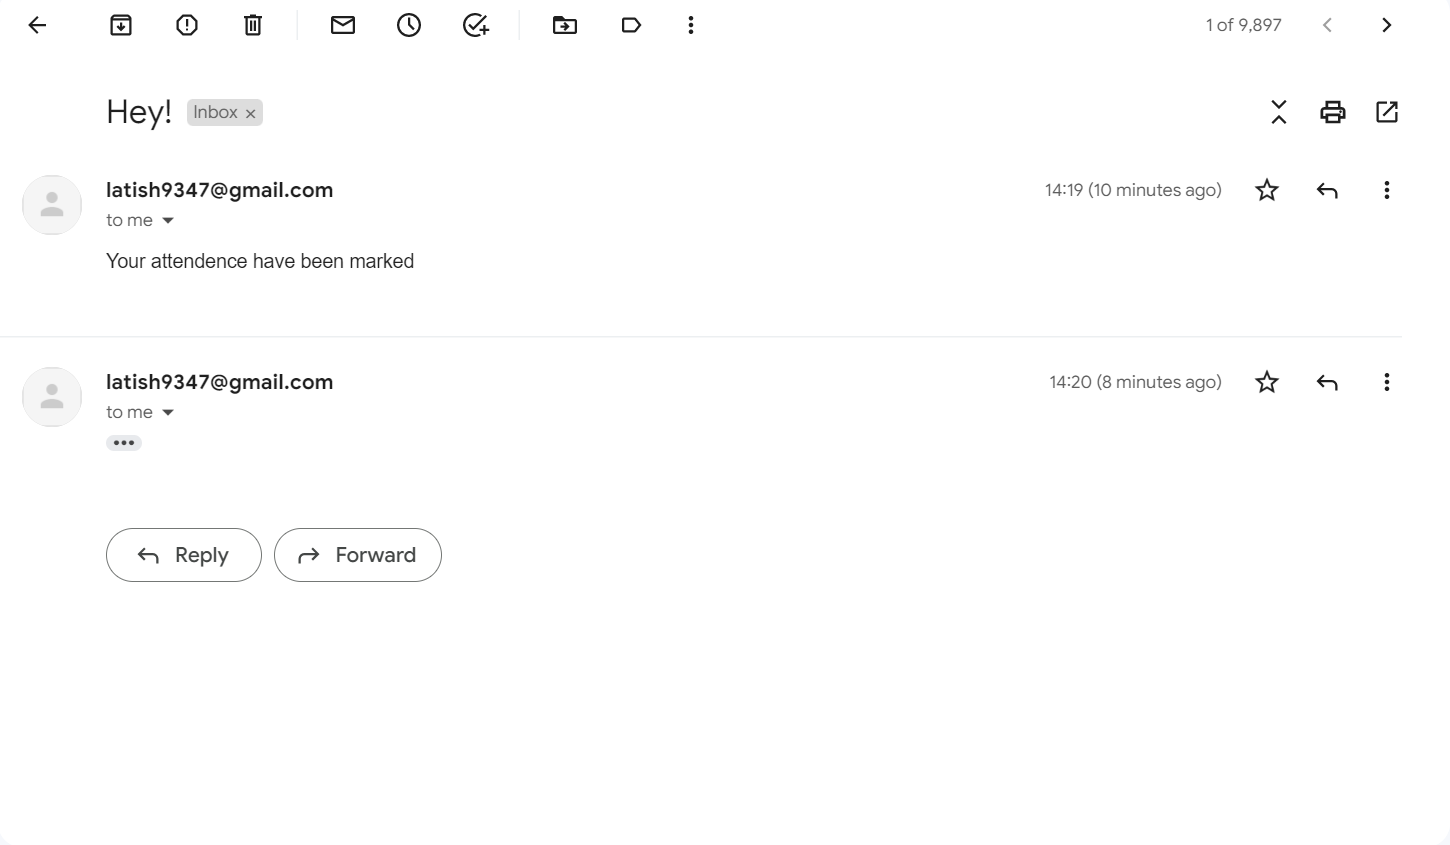 1 of 9,897
Hey! Inbox ×
latish9347@gmail.com 14:19 (10 minutes ago)
to me
Your attendence have been marked
latish9347@gmail.com 14:20 (8 minutes ago)
to me
Reply Forward